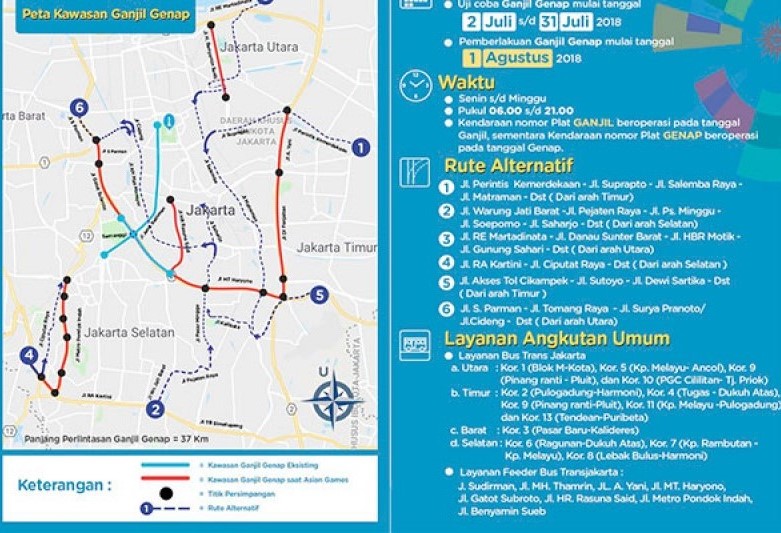 Peta Kawasan Ganjil Genap
Jakarta Utara
arta Barat
6
DAERAH KHUSUS
IBUKOTA
JAKARTA
1
Jakarta
Jakarta Timur
12
Jl MT Haryono
5
Jakarta Selatan
4
Jl RA Kartini
2
U
12
Panjang Perlintasan Ganjil Genap = 37 Km
Keterangan :
= Kawasan Ganjil Genap Eksisting
= Kawasan Ganjil Genap saat Asian Games
= Titik Persimpangan
1 = Rute Alternatif
Uji coba Ganjil Genap mulai tanggal
2 Juli s/d 31 Juli 2018
Pemberlakuan Ganjil Genap mulai tanggal
1 Agustus 2018
Waktu
Senin s/d Minggu
Pukul 06.00 s/d 21.00
Kendaraan nomor Plat GANJIL beroperasi pada tanggal
Ganjil, sementara Kendaraan nomor Plat GENAP beroperasi
pada tanggal Genap.
Rute Alternatif
1 Jl. Perintis Kemerdekaan - Jl. Suprapto - Jl. Salemba Raya -
Jl. Matraman - Dst ( Dari arah Timur)
2 Jl. Warung Jati Barat -Jl. Pejaten Raya - Jl. Ps. Minggu -
Jl. Soepomo - Jl. Saharjo - Dst ( Dari arah Selatan)
3 Jl. RE Martadinata - Jl. Danau Sunter Barat - Jl. HBR Motik -
Jl. Gunung Sahari - Dst ( Dari arah Utara)
4 Jl. RA Kartini - Jl. Ciputat Raya - Dst ( Dari arah Selatan )
5 Jl. Akses Tol Cikampek - Jl. Sutoyo - Jl. Dewi Sartika - Dst
( Dari arah Timur )
6 Jl. S. Parman - Jl. Tomang Raya - Jl. Surya Pranoto/
Jl.Cideng - Dst ( Dari arah Utara)
Layanan Angkutan Umum
Layanan Bus Trans Jakarta
a. Utara : Kor. 1 (Blok M-Kota), Kor. 5 (Kp. Melayu- Ancol), Kor. 9
(Pinang ranti - Pluit), dan Kor. 10 (PGC Cililitan- Tj. Priok)
b. Timur : Kor. 2 (Pulogadung-Harmoni), Kor. 4 (Tugas - Dukuh Atas),
Kor. 9 (Pinang ranti-Pluit), Kor. 11 (Kp. Melayu -Pulogadung)
dan Kor. 13 (Tendean-Puribeta)
c. Barat : Kor. 3 (Pasar Baru-Kalideres)
d. Selatan : Kor. 6 (Ragunan-Dukuh Atas), Kor. 7 (Kp. Rambutan -
Kp. Melayu), Kor. 8 (Lebak Bulus-Harmoni)
Layanan Feeder Bus Transjakarta :
J. Sudirman, Jl. MH. Thamrin, JL. A. Yani, Jl. MT. Haryono,
Jl. Gatot Subroto, Jl. HR. Rasuna Said, Jl. Metro Pondok Indah,
Jl. Benyamin Sueb